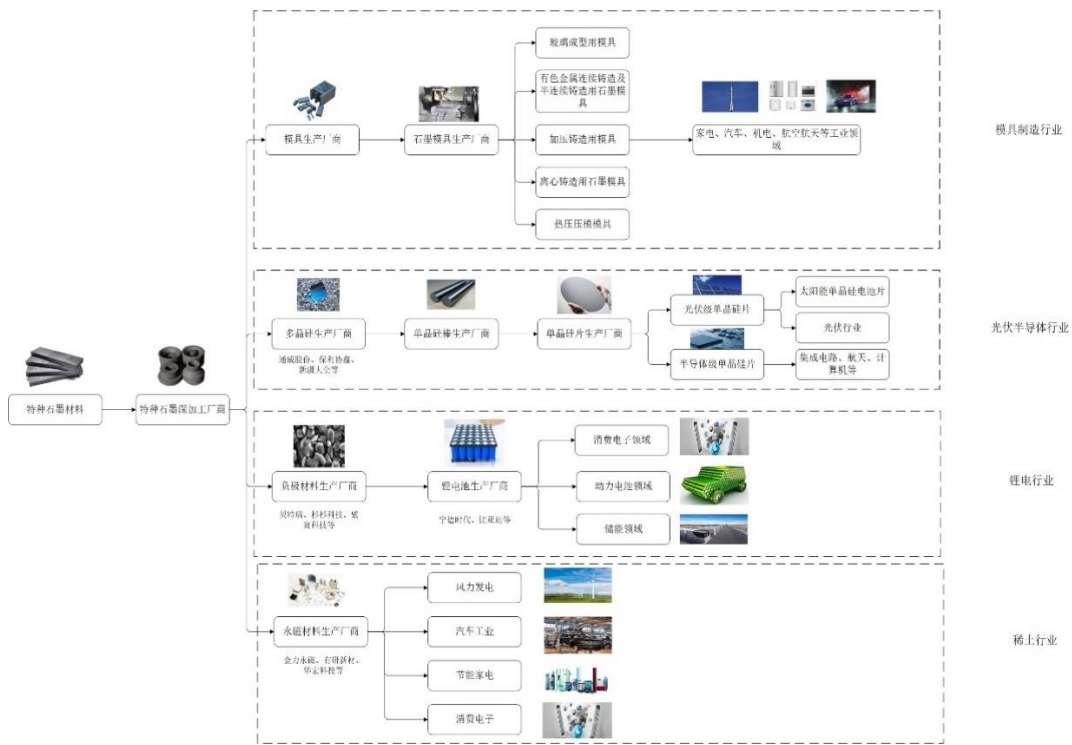 玻璃成型用模具
有色金属连续铸造及
半连续铸造用石墨模
具
模具生产厂商
石墨模具生产厂商
加压铸造用模具
家电、汽车、机电、航空航天等工业领
域
离心铸造用石墨模具
热压压模模具
模具制造行业
多晶硅生产厂商
通威股份、保利协鑫、
新疆大全等
单晶硅棒生产厂商
单晶硅片生产厂商
光伏级单晶硅片
太阳能单晶硅电池片
光伏行业
半导体级单晶硅片
集成电路、航天、计
算机等
光伏半导体行业
特种石墨材料
特种石墨深加工厂商
负极材料生产厂商
贝特瑞、杉杉科技、紫
宸科技等
锂电池生产厂商
宁德时代、比亚迪等
消费电子领域
动力电池领域
储能领域
锂电行业
永磁材料生产厂商
金力永磁、有研新材、
华宏科技等
风力发电
汽车工业
节能家电
消费电子
稀土行业